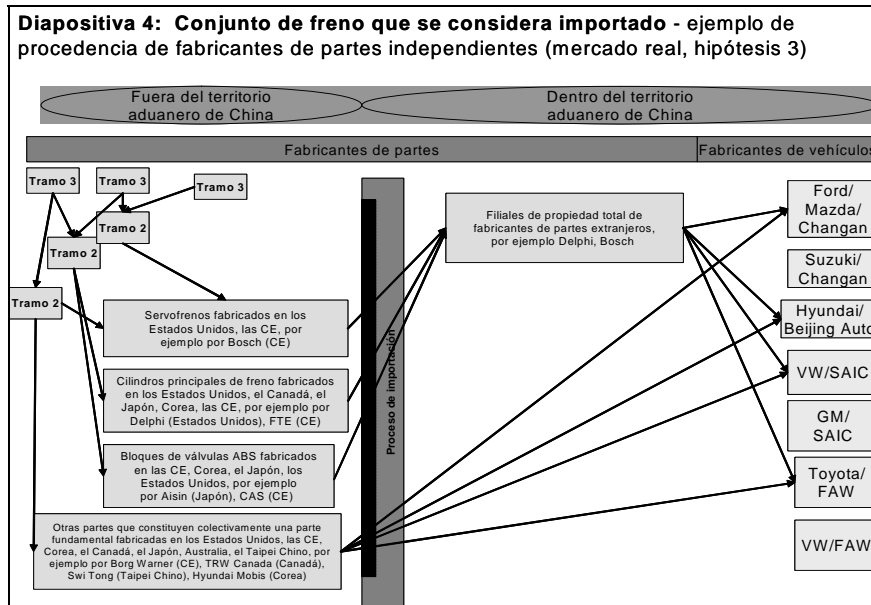 Diapositiva 4: Conjunto de freno que se considera importado - ejemplo de
procedencia de fabricantes de partes independientes (mercado real, hipótesis 3)
Fuera del territorio
aduanero de China
Dentro del territorio
aduanero de China
Fabricantes de partes
Fabricantes de vehículos
Tramo 3
Tramo 3
Tramo 3
Tramo 2
Tramo 2
Tramo 2
Servofrenos fabricados en los
Estados Unidos, las CE, por
ejemplo por Bosch (CE)
Cilindros principales de freno fabricados
en los Estados Unidos, el Canadá, el
Japón, Corea, las CE, por ejemplo por
Delphi (Estados Unidos), FTE (CE)
Bloques de válvulas ABS fabricados
en las CE, Corea, el Japón, los
Estados Unidos, por ejemplo
por Aisin (Japón), CAS (CE)
Otras partes que constituyen colectivamente una parte
fundamental fabricadas en los Estados Unidos, las CE,
Corea, el Canadá, el Japón, Australia, el Taipei Chino, por
ejemplo por Borg Warner (CE), TRW Canada (Canadá),
Swi Tong (Taipei Chino), Hyundai Mobis (Corea)
Proceso de importación
Filiales de propiedad total de
fabricantes de partes extranjeros,
por ejemplo Delphi, Bosch
Ford/
Mazda/
Changan
Suzuki/
Changan
Hyundai/
Beijing Auto
VW/SAIC
GM/
SAIC
Toyota/
FAW
VW/FAW